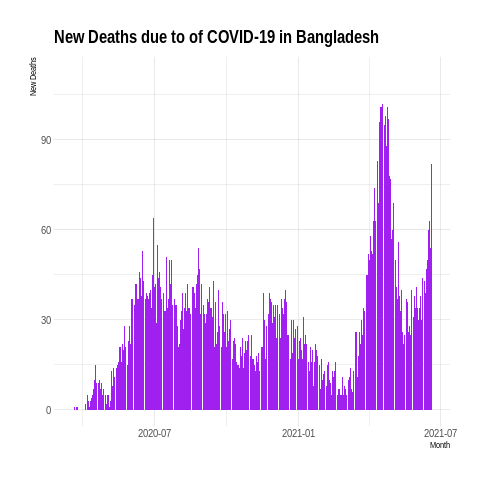 New Deaths due to of COVID-19 in Bangladesh
New Deaths
90
60
30
0
2020-07
2021-01
2021-07
Month